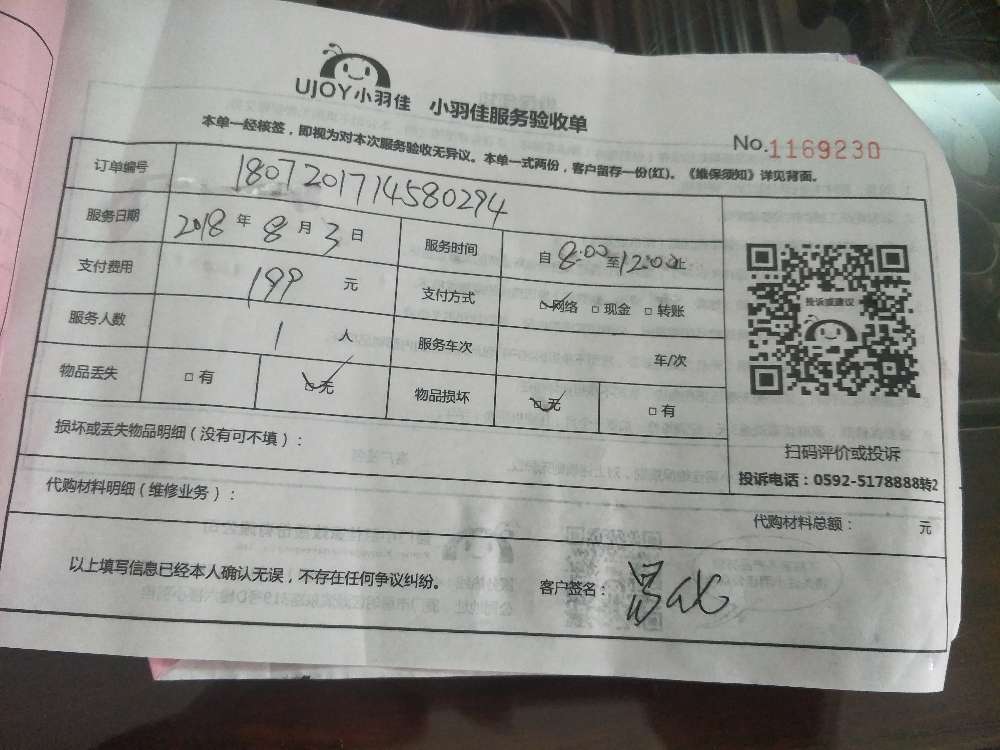 UJOY小羽佳 小羽佳服务验收单
本单一经核签，即视为对本次服务验收无异议。本单一式两份，客户留存一份(红)。《维保须知》详见背面。
No.1169230
订单编号 1807201714580294
服务日期 2018 年 8 月 3 日 服务时间 自 8:00 至 12:00 止
支付费用 199 元 支付方式 网络 现金 转账
服务人数 1 人 服务车次 车/次
物品丢失 有 无 物品损坏 无 有
投诉或建议
扫码评价或投诉
投诉电话：0592-5178888转2
损坏或丢失物品明细（没有可不填）：
代购材料明细（维修业务）：
代购材料总额： 元
以上填写信息已经本人确认无误，不存在任何争议纠纷。
客户签名：